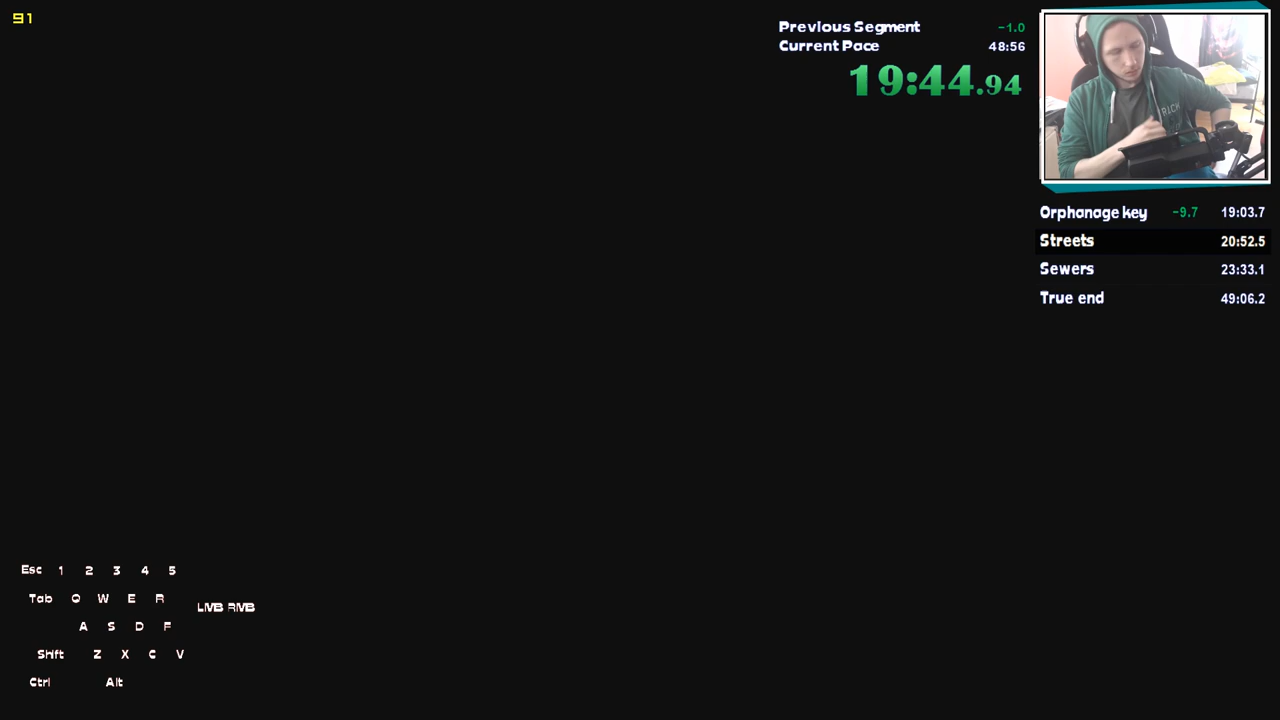 91
Previous Segment -1.0
Current Pace 48:56
19:44.94
Orphanage key -9.7 19:03.7
Streets 20:52.5
Sewers 23:33.1
True end 49:06.2
Esc 1 2 3 4 5
Tab Q W E R
LMB RMB
A S D F
Shift Z X C V
Ctrl Alt